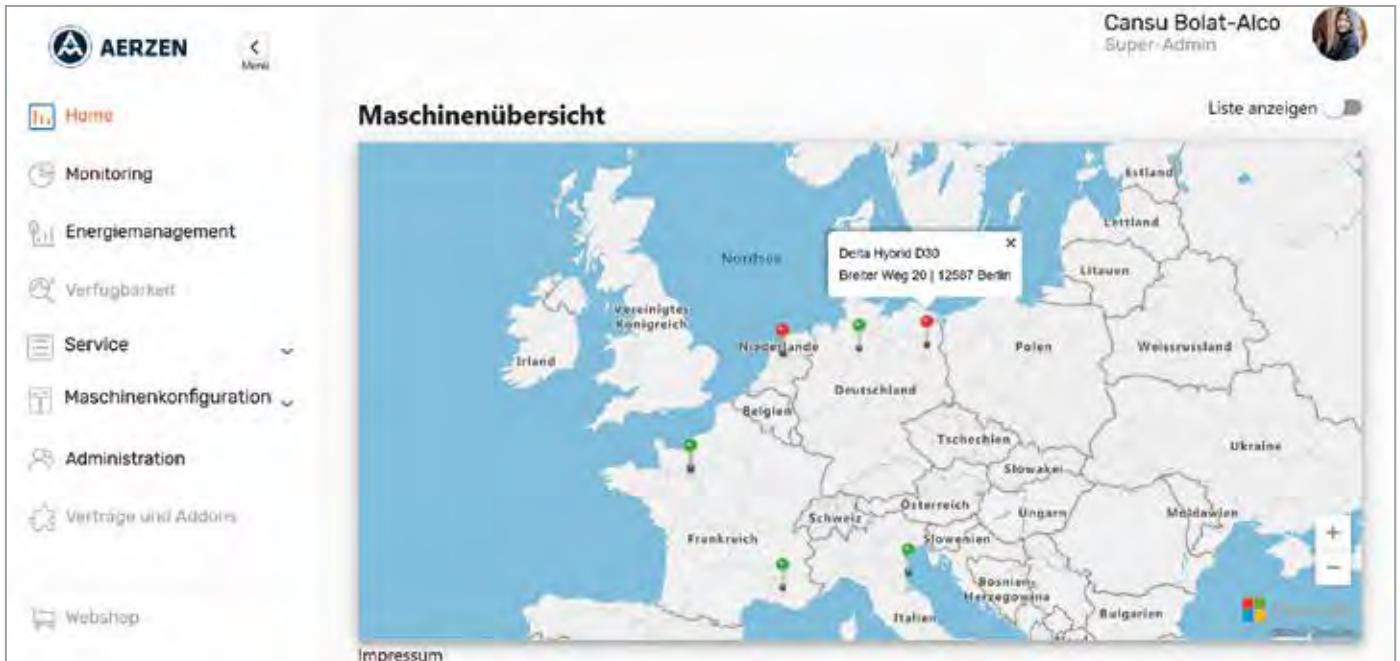 AERZEN
Menü
Cansu Bolat-Alco
Super-Admin
Home
Monitoring
Energiemanagement
Verfügbarkeit
Service
Maschinenkonfiguration
Administration
Verträge und Addons
Webshop
Maschinenübersicht
Liste anzeigen
Estland
Lettland
Litauen
Nordsee
Delta Hybrid D30
Breiter Weg 20 | 12587 Berlin
Vereinigtes
Königreich
Irland
Niederlande
Polen
Weissrussland
Deutschland
Belgien
Tschechien
Ukraine
Slowakei
Österreich
Ungarn
Moldawien
Schweiz
Frankreich
Slowenien
Bosnien-
Herzegowina
Italien
Bulgarien
+
−
Impressum